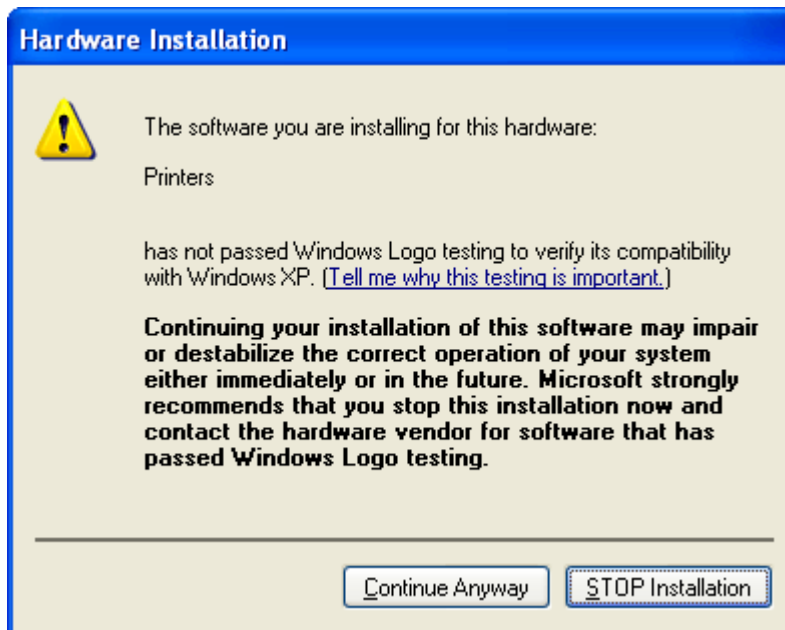 Hardware Installation
The software you are installing for this hardware:
Printers
has not passed Windows Logo testing to verify its compatibility
with Windows XP. (Tell me why this testing is important.)
Continuing your installation of this software may impair
or destabilize the correct operation of your system
either immediately or in the future. Microsoft strongly
recommends that you stop this installation now and
contact the hardware vendor for software that has
passed Windows Logo testing.
Continue Anyway STOP Installation